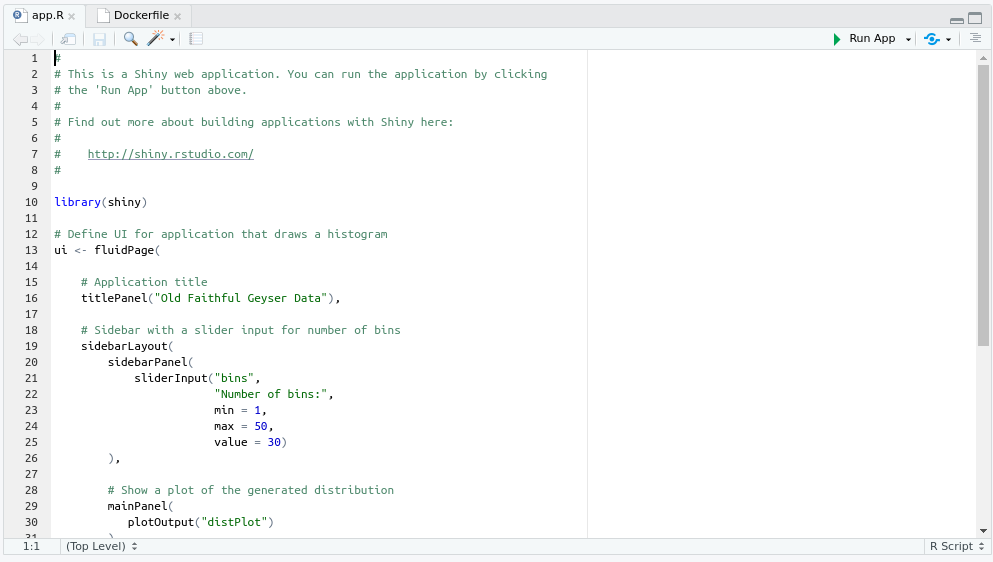 app.R
Dockerfile
Run App
1 #
2 # This is a Shiny web application. You can run the application by clicking
3 # the 'Run App' button above.
4 #
5 # Find out more about building applications with Shiny here:
6 #
7 #    http://shiny.rstudio.com/
8 #
9
10 library(shiny)
11
12 # Define UI for application that draws a histogram
13 ui <- fluidPage(
14
15     # Application title
16     titlePanel("Old Faithful Geyser Data"),
17
18     # Sidebar with a slider input for number of bins
19     sidebarLayout(
20         sidebarPanel(
21             sliderInput("bins",
22                         "Number of bins:",
23                         min = 1,
24                         max = 50,
25                         value = 30)
26         ),
27
28         # Show a plot of the generated distribution
29         mainPanel(
30            plotOutput("distPlot")
31         )
1:1 (Top Level) R Script